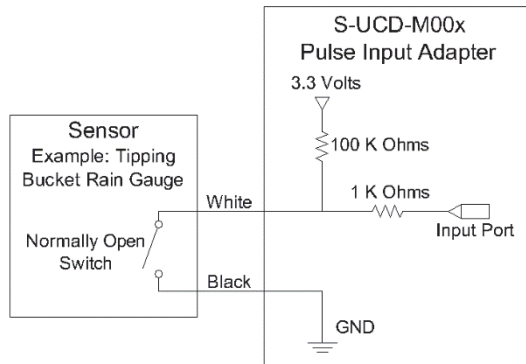 S-UCD-M00x
Pulse Input Adapter
3.3 Volts
Sensor
Example: Tipping
Bucket Rain Gauge
100 K Ohms
White
1 K Ohms
Input Port
Normally Open
Switch
Black
GND